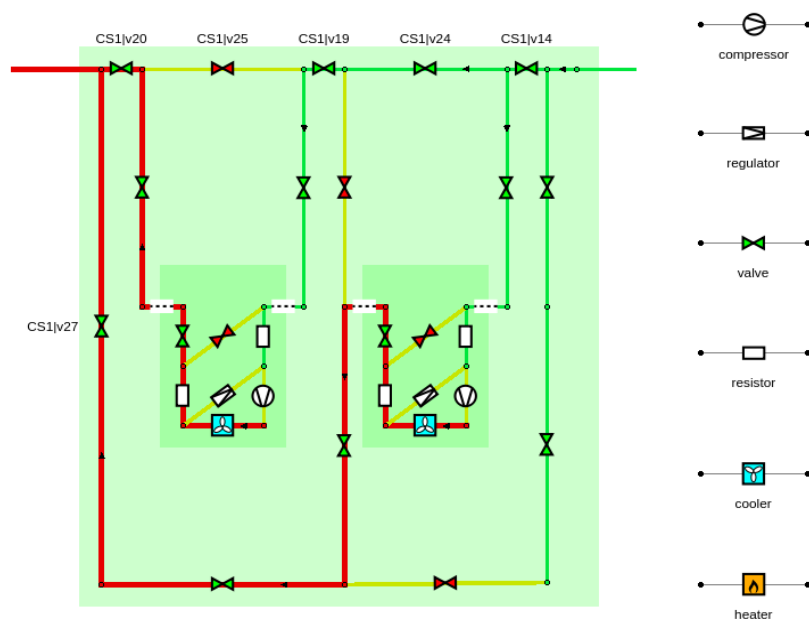 CS1|v20 CS1|v25 CS1|v19 CS1|v24 CS1|v14
compressor
regulator
valve
CS1|v27
resistor
cooler
heater